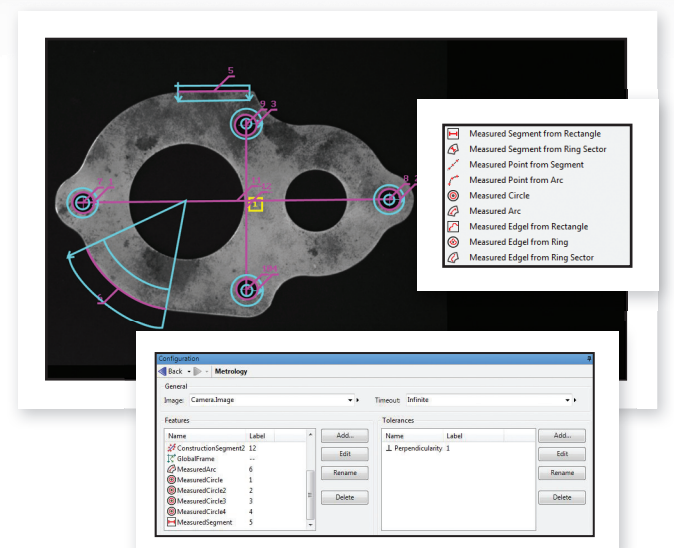 5
9 3
8
1
6
Measured Segment from Rectangle
Measured Segment from Ring Sector
Measured Point from Segment
Measured Point from Arc
Measured Circle
Measured Arc
Measured Edgel from Rectangle
Measured Edgel from Ring
Measured Edgel from Ring Sector
Configuration
Back Metrology
General
Image: Camera.Image Timeout: Infinite
Features Tolerances
Name Label Add... Name Label Add...
ConstructionSegment2 12 Edit Perpendicularity 1 Edit
GlobalFrame --
MeasuredArc 6 Rename Rename
MeasuredCircle 1
MeasuredCircle2 2 Delete Delete
MeasuredCircle3 3
MeasuredCircle4 4
MeasuredSegment 5